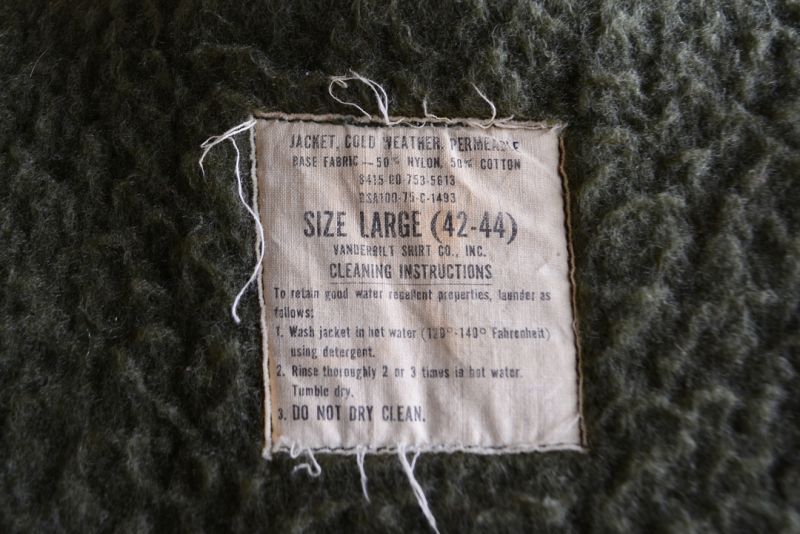 JACKET, COLD WEATHER, PERMEABLE
BASE FABRIC — 50% NYLON, 50% COTTON
8415-00-753-5613
DSA100-75-C-1493
SIZE LARGE (42-44)
VANDERBILT SHIRT CO., INC.
CLEANING INSTRUCTIONS
To retain good water repellent properties, launder as
follows:
1. Wash jacket in hot water (120°-140° Fahrenheit)
using detergent.
2. Rinse thoroughly 2 or 3 times in hot water.
Tumble dry.
3. DO NOT DRY CLEAN.